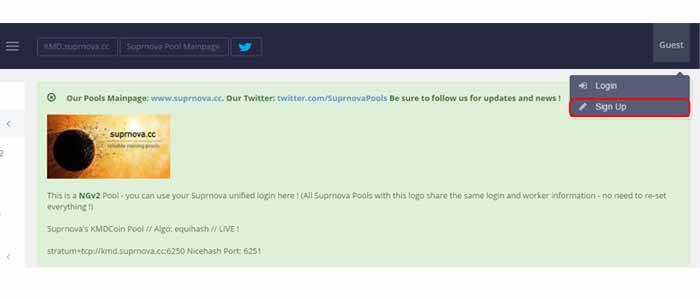 KMD.suprnova.cc
Suprnova Pool Mainpage
Guest
Login
Sign Up
Our Pools Mainpage: www.suprnova.cc. Our Twitter: twitter.com/SuprnovaPools Be sure to follow us for updates and news !
suprnova.cc
reliable mining pools
This is a NGv2 Pool - you can use your Suprnova unified login here ! (All Suprnova Pools with this logo share the same login and worker information - no need to re-set
everything !)
Suprnova's KMDCoin Pool // Algo: equihash // LIVE !
stratum+tcp://kmd.suprnova.cc:6250 Nicehash Port: 6251